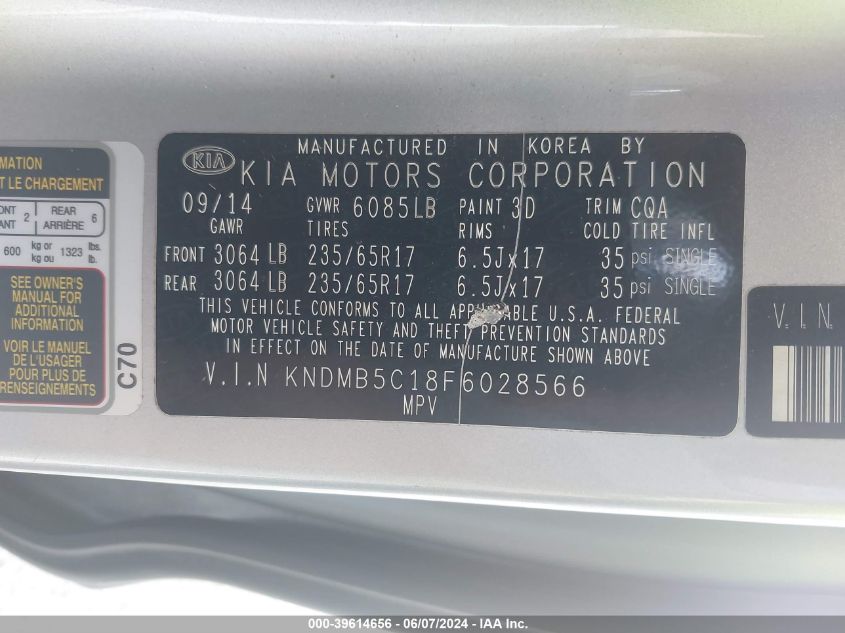 MANUFACTURED IN KOREA BY
KIA KIA MOTORS CORPORATION
09/14 GVWR 6085LB PAINT 3D TRIM CQA
GAWR TIRES RIMS COLD TIRE INFL
FRONT 3064 LB 235/65R17 6.5Jx17 35 psi SINGLE
REAR 3064 LB 235/65R17 6.5Jx17 35 psi SINGLE
THIS VEHICLE CONFORMS TO ALL APPLICABLE U.S.A. FEDERAL
MOTOR VEHICLE SAFETY AND THEFT PREVENTION STANDARDS
IN EFFECT ON THE DATE OF MANUFACTURE SHOWN ABOVE
V.I.N KNDMB5C18F6028566
MPV
MATION
T LE CHARGEMENT
ONT
ANT 2 REAR
ARRIÈRE 6
600 kg or
kg ou 1323 lbs.
lb.
SEE OWNER'S
MANUAL FOR
ADDITIONAL
INFORMATION
VOIR LE MANUEL
DE L'USAGER
POUR PLUS DE
RENSEIGNEMENTS
C70
V.I.N
000-39614656 - 06/07/2024 - IAA Inc.